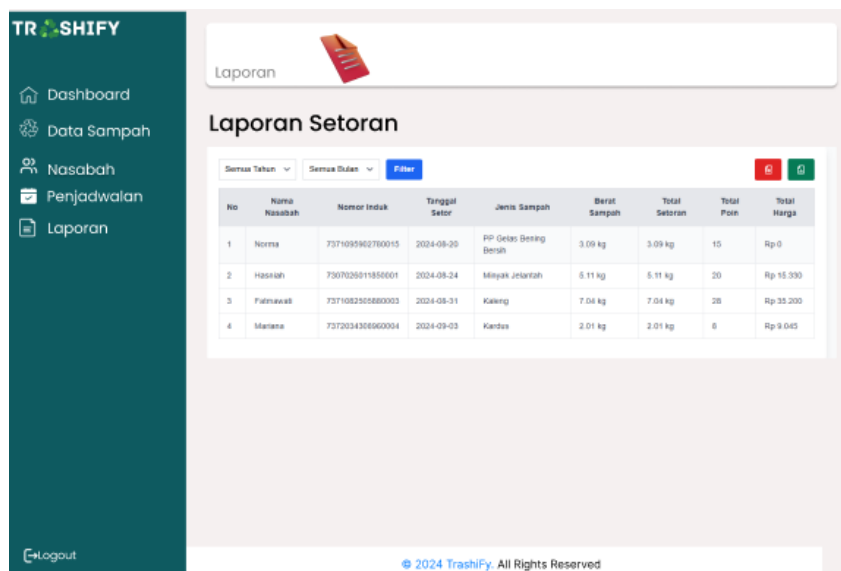 TR SHIFY
Dashboard
Data Sampah
Nasabah
Penjadwalan
Laporan
Logout
Laporan
Laporan Setoran
Semua Tahun Semua Bulan Filter
No Nama Nasabah Nomor Induk Tanggal Setor Jenis Sampah Berat Sampah Total Setoran Total Poin Total Harga
1 Norma 7371095902780015 2024-08-20 PP Gelas Bening Bersih 3.09 kg 3.09 kg 15 Rp 0
2 Hasniah 7307026011850001 2024-08-24 Minyak Jelantah 5.11 kg 5.11 kg 20 Rp 15.330
3 Fatmawati 7371082505880003 2024-08-31 Kaleng 7.04 kg 7.04 kg 28 Rp 35.200
4 Mariana 7372034306960004 2024-09-03 Kardus 2.01 kg 2.01 kg 8 Rp 9.045
© 2024 TrashiFy. All Rights Reserved